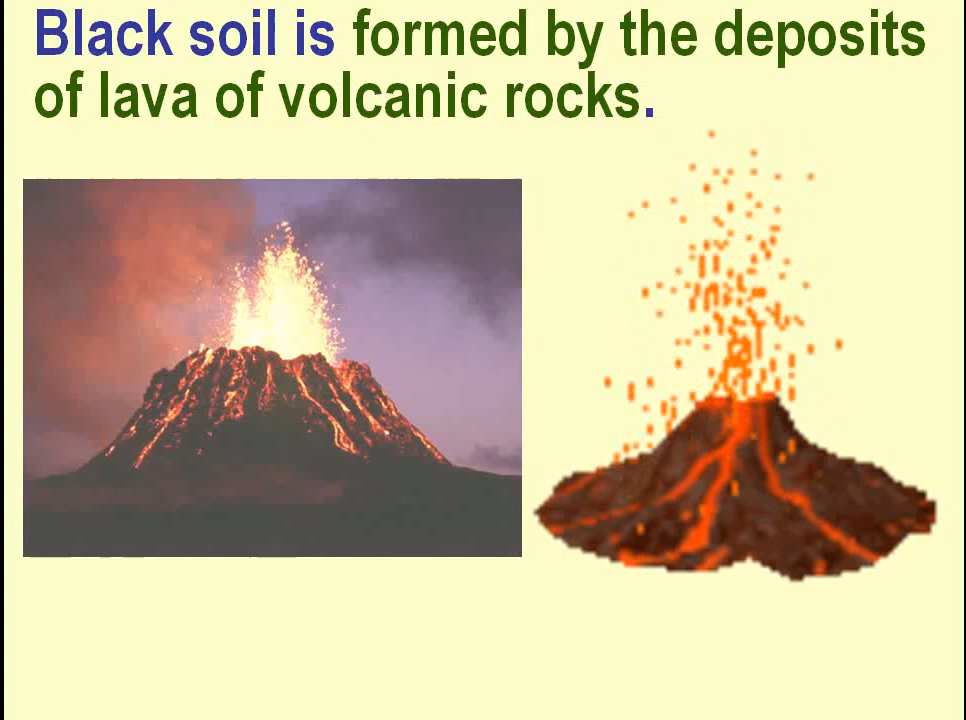 Black soil is formed by the deposits
of lava of volcanic rocks.